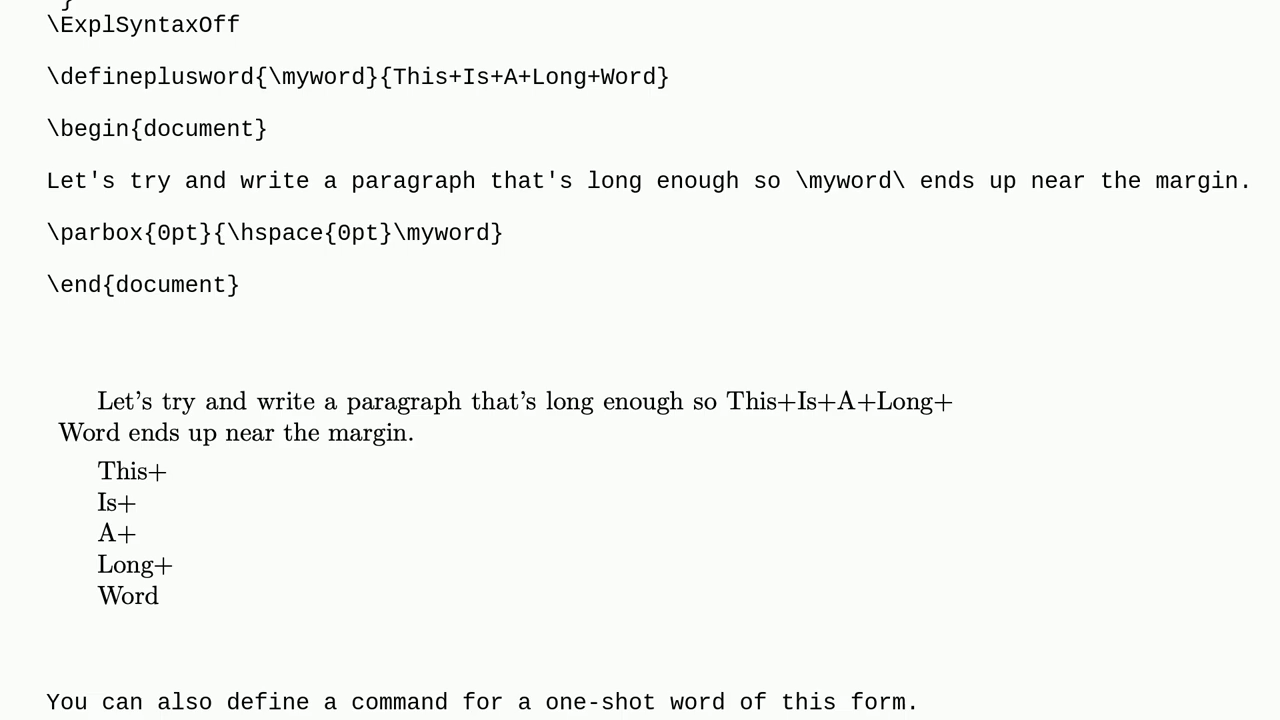 }
\ExplSyntaxOff
\defineplusword{\myword}{This+Is+A+Long+Word}
\begin{document}
Let's try and write a paragraph that's long enough so \myword\ ends up near the margin.
\parbox{0pt}{\hspace{0pt}\myword}
\end{document}
Let’s try and write a paragraph that’s long enough so This+Is+A+Long+
Word ends up near the margin.
This+
Is+
A+
Long+
Word
You can also define a command for a one-shot word of this form.